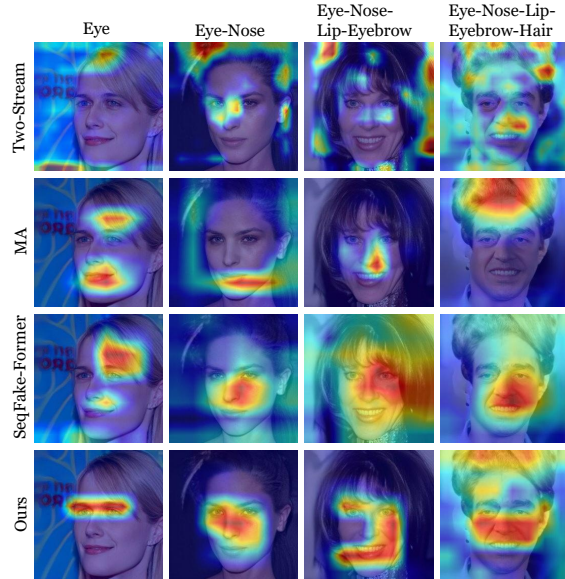 Eye
Eye-Nose
Eye-Nose-
Lip-Eyebrow
Eye-Nose-Lip-
Eyebrow-Hair
Two-Stream
MA
SeqFake-Former
Ours